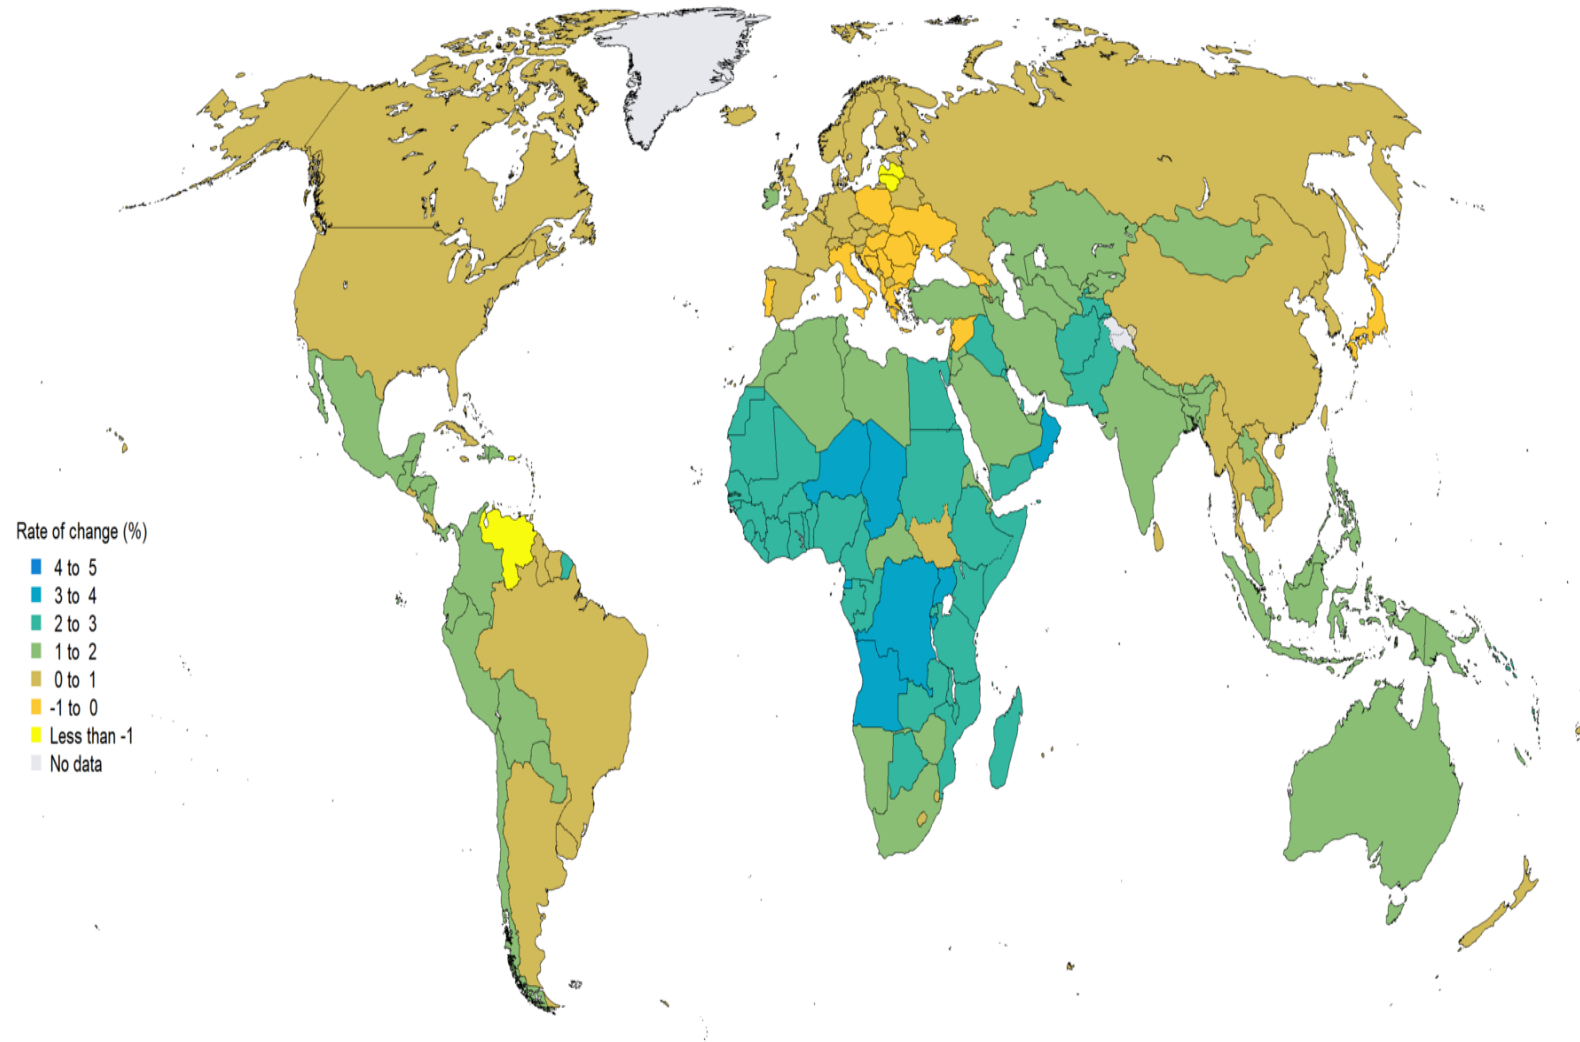 Rate of change (%)
4 to 5
3 to 4
2 to 3
1 to 2
0 to 1
-1 to 0
Less than -1
No data